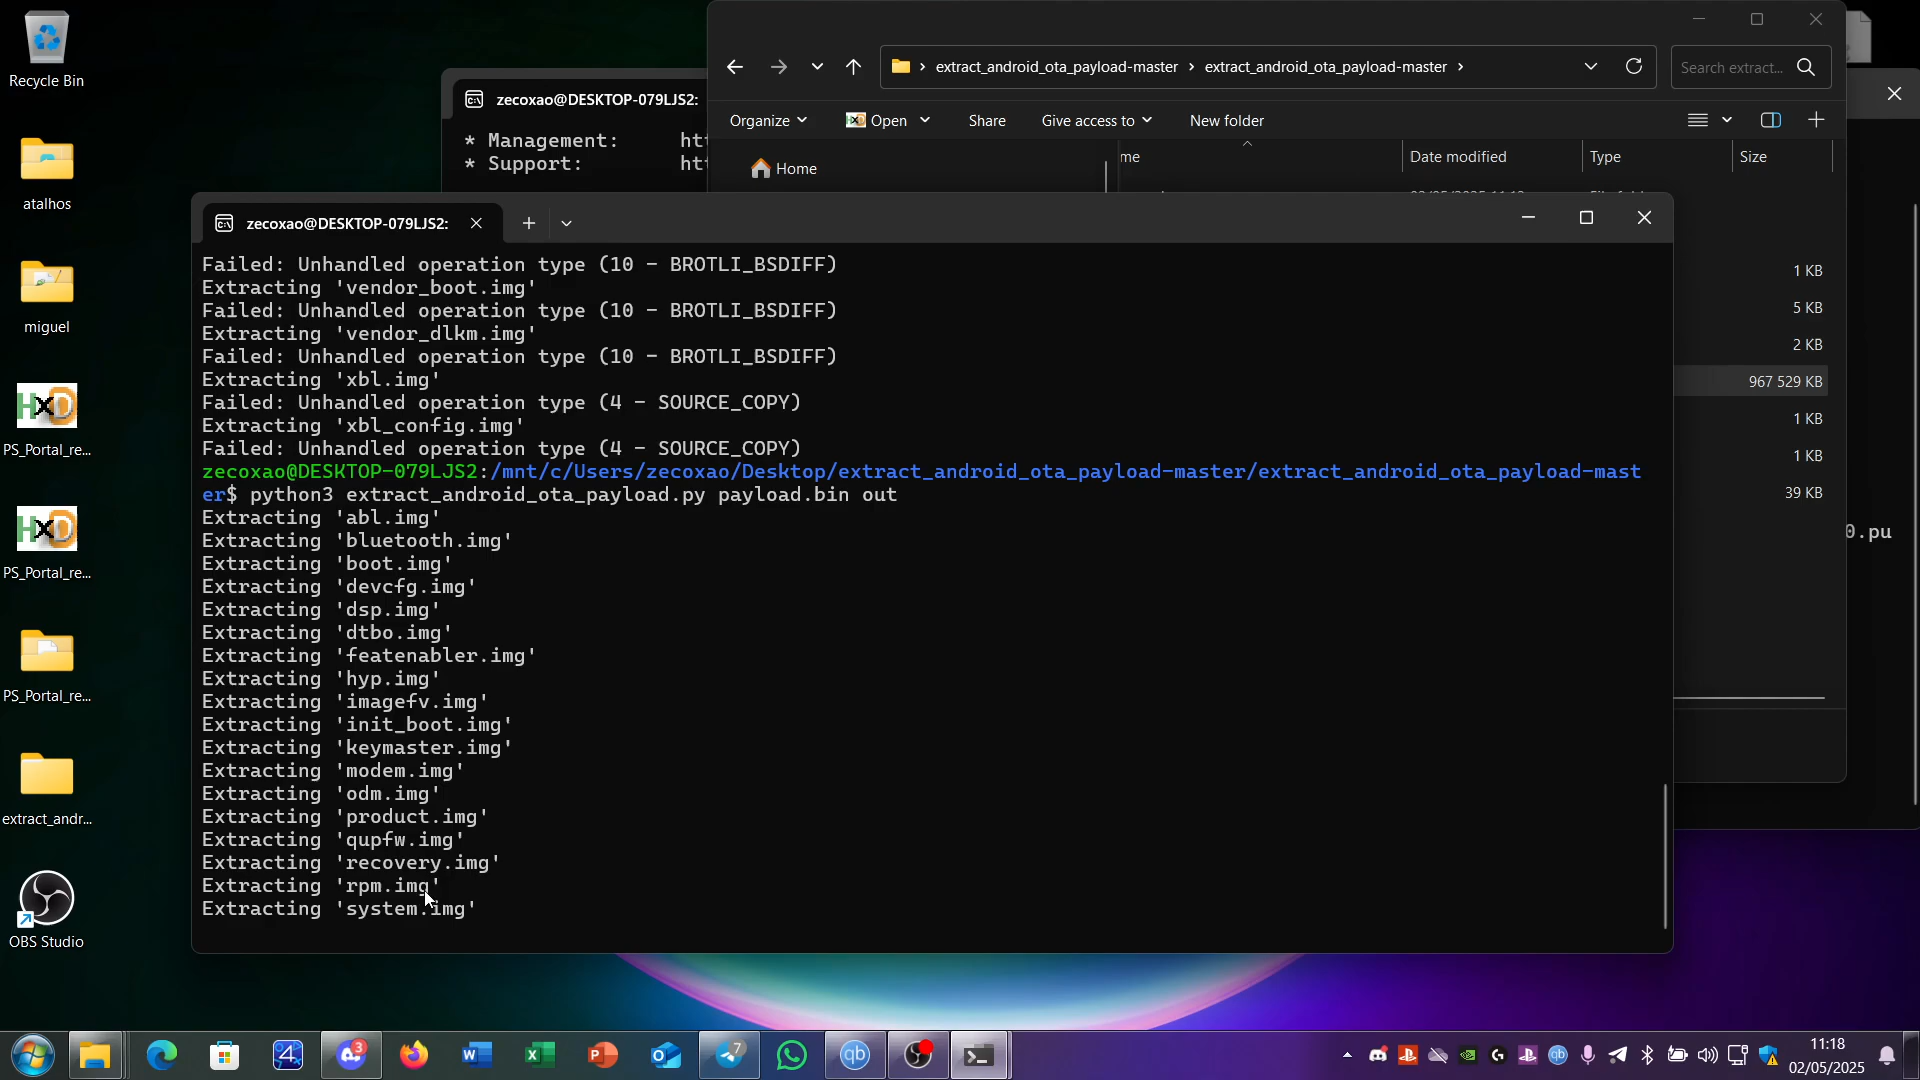 Recycle Bin
atalhos
miguel
PS_Portal_re...
PS_Portal_re...
PS_Portal_re...
extract_andr...
OBS Studio
zecoxao@DESKTOP-079LJS2:
* Management:      htt
* Support:         htt
extract_android_ota_payload-master
extract_android_ota_payload-master
Search extract...
Organize
Open
Share
Give access to
New folder
Home
me
Date modified
Type
Size
1 KB
5 KB
2 KB
967 529 KB
1 KB
1 KB
39 KB
0.pu
zecoxao@DESKTOP-079LJS2:
Failed: Unhandled operation type (10 - BROTLI_BSDIFF)
Extracting 'vendor_boot.img'
Failed: Unhandled operation type (10 - BROTLI_BSDIFF)
Extracting 'vendor_dlkm.img'
Failed: Unhandled operation type (10 - BROTLI_BSDIFF)
Extracting 'xbl.img'
Failed: Unhandled operation type (4 - SOURCE_COPY)
Extracting 'xbl_config.img'
Failed: Unhandled operation type (4 - SOURCE_COPY)
zecoxao@DESKTOP-079LJS2:/mnt/c/Users/zecoxao/Desktop/extract_android_ota_payload-master/extract_android_ota_payload-mast
er$ python3 extract_android_ota_payload.py payload.bin out
Extracting 'abl.img'
Extracting 'bluetooth.img'
Extracting 'boot.img'
Extracting 'devcfg.img'
Extracting 'dsp.img'
Extracting 'dtbo.img'
Extracting 'featenabler.img'
Extracting 'hyp.img'
Extracting 'imagefv.img'
Extracting 'init_boot.img'
Extracting 'keymaster.img'
Extracting 'modem.img'
Extracting 'odm.img'
Extracting 'product.img'
Extracting 'qupfw.img'
Extracting 'recovery.img'
Extracting 'rpm.img'
Extracting 'system.img'
11:18
02/05/2025